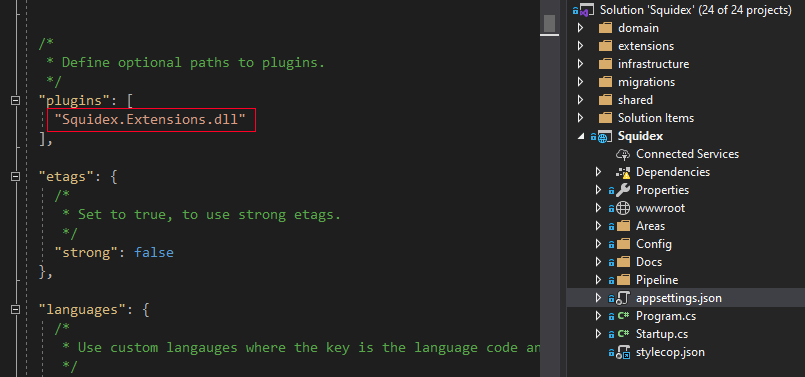 /*
* Define optional paths to plugins.
*/
"plugins": [
"Squidex.Extensions.dll"
],
"etags": {
/*
* Set to true, to use strong etags.
*/
"strong": false
},
"languages": {
/*
* Use custom langauges where the key is the language code an
*/
Solution 'Squidex' (24 of 24 projects)
domain
extensions
infrastructure
migrations
shared
Solution Items
Squidex
Connected Services
Dependencies
Properties
wwwroot
Areas
Config
Docs
Pipeline
appsettings.json
C# Program.cs
C# Startup.cs
stylecop.json